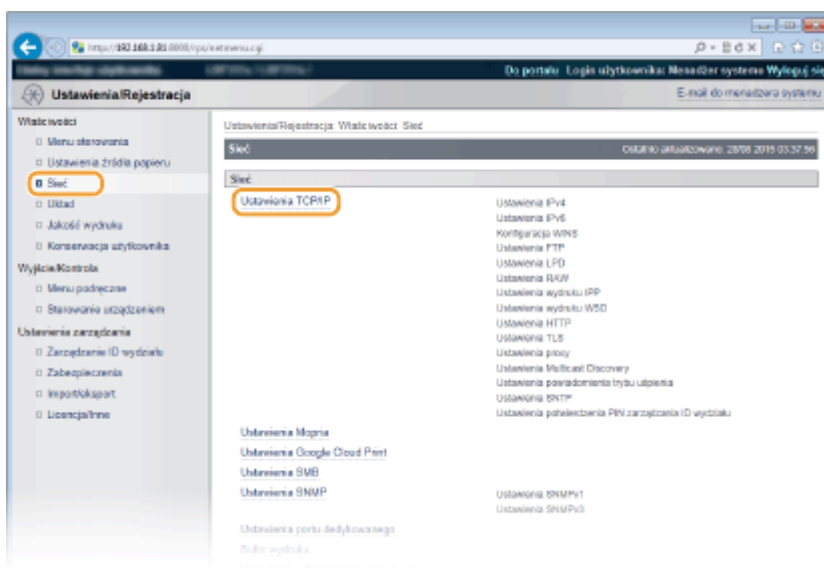 Do portalu Login użytkownika: Menadżer systemu Wyloguj się
Ustawienia/Rejestracja
E-mail do menadżera systemu
Właściwości
Menu sterowania
Ustawienia źródła papieru
Sieć
Układ
Jakość wydruku
Konserwacja użytkownika
Wyjście/Kontrola
Menu podręczne
Sterowanie urządzeniem
Ustawienia zarządzania
Zarządzanie ID wydziału
Zabezpieczenia
Import/eksport
Licencja/Inne
Ustawienia/Rejestracja: Właściwości: Sieć
Sieć
Ostatnio aktualizowano: 28/08 2015 03:37:56
Sieć
Ustawienia TCP/IP
Ustawienia IPv4
Ustawienia IPv6
Konfiguracja WINS
Ustawienia FTP
Ustawienia LPD
Ustawienia RAW
Ustawienia wydruku IPP
Ustawienia wydruku WSD
Ustawienia HTTP
Ustawienia TLS
Ustawienia proxy
Ustawienia Multicast Discovery
Ustawienia powiadomienia trybu uśpienia
Ustawienia SNTP
Ustawienia potwierdzenia PIN zarządzania ID wydziału
Ustawienia Mopria
Ustawienia Google Cloud Print
Ustawienia SMB
Ustawienia SNMP
Ustawienia SNMPv1
Ustawienia SNMPv3
Ustawienia portu dedykowanego
Bufor wydruku